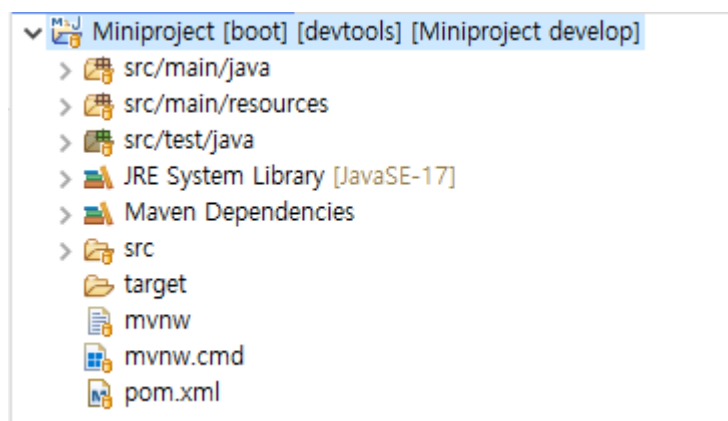 Miniproject [boot] [devtools] [Miniproject develop]
src/main/java
src/main/resources
src/test/java
JRE System Library [JavaSE-17]
Maven Dependencies
src
target
mvnw
mvnw.cmd
pom.xml